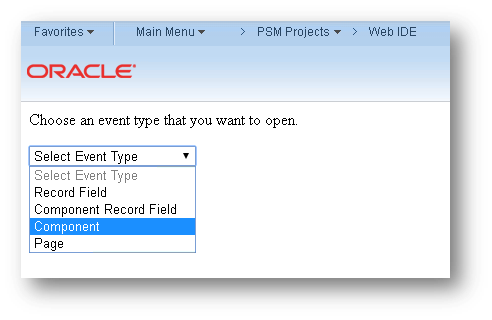 Favorites Main Menu > PSM Projects > Web IDE
ORACLE
Choose an event type that you want to open.
Select Event Type
Select Event Type
Record Field
Component Record Field
Component
Page